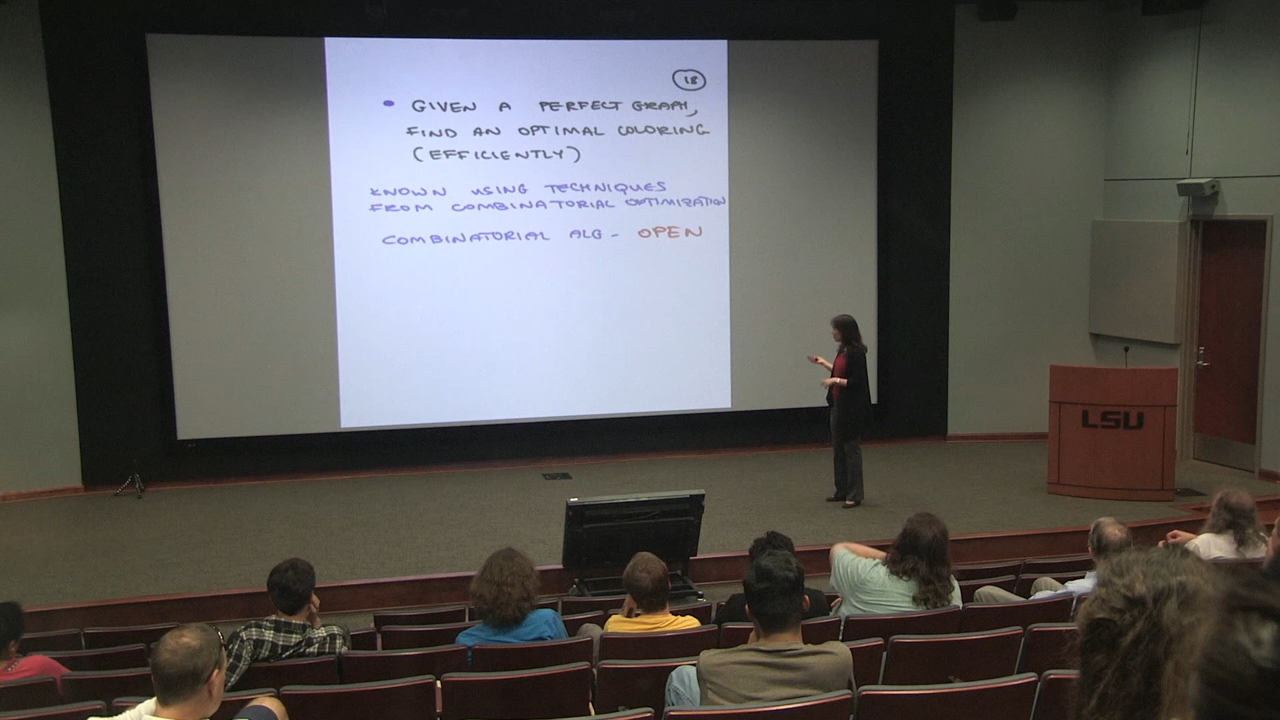 18
• GIVEN A PERFECT GRAPH,
FIND AN OPTIMAL COLORING
(EFFICIENTLY)
KNOWN USING TECHNIQUES
FROM COMBINATORIAL OPTIMIZATION
COMBINATORIAL ALG - OPEN
LSU